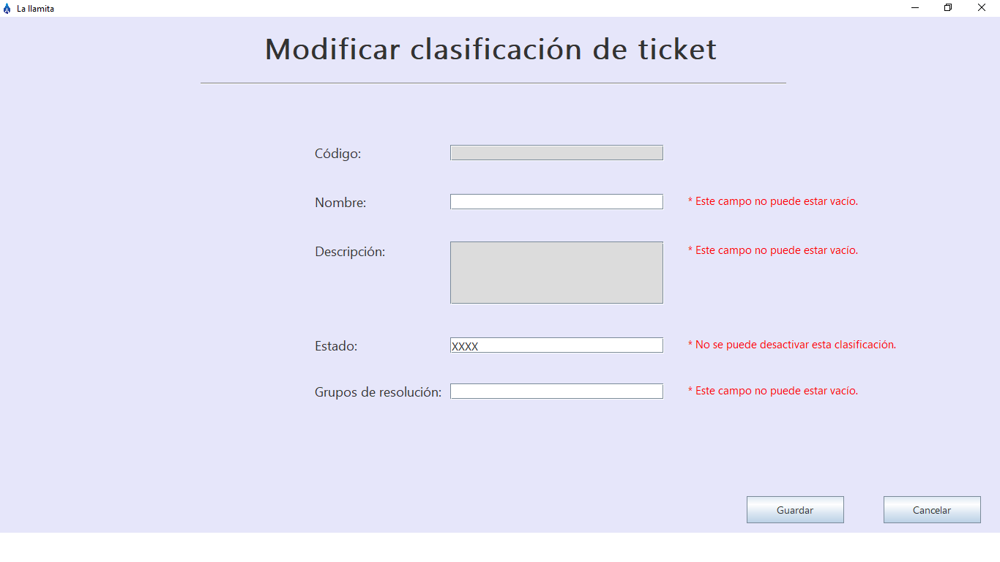 La llamita
Modificar clasificación de ticket
Código:
Nombre:
* Este campo no puede estar vacío.
Descripción:
* Este campo no puede estar vacío.
Estado:
XXXX
* No se puede desactivar esta clasificación.
Grupos de resolución:
* Este campo no puede estar vacío.
Guardar
Cancelar